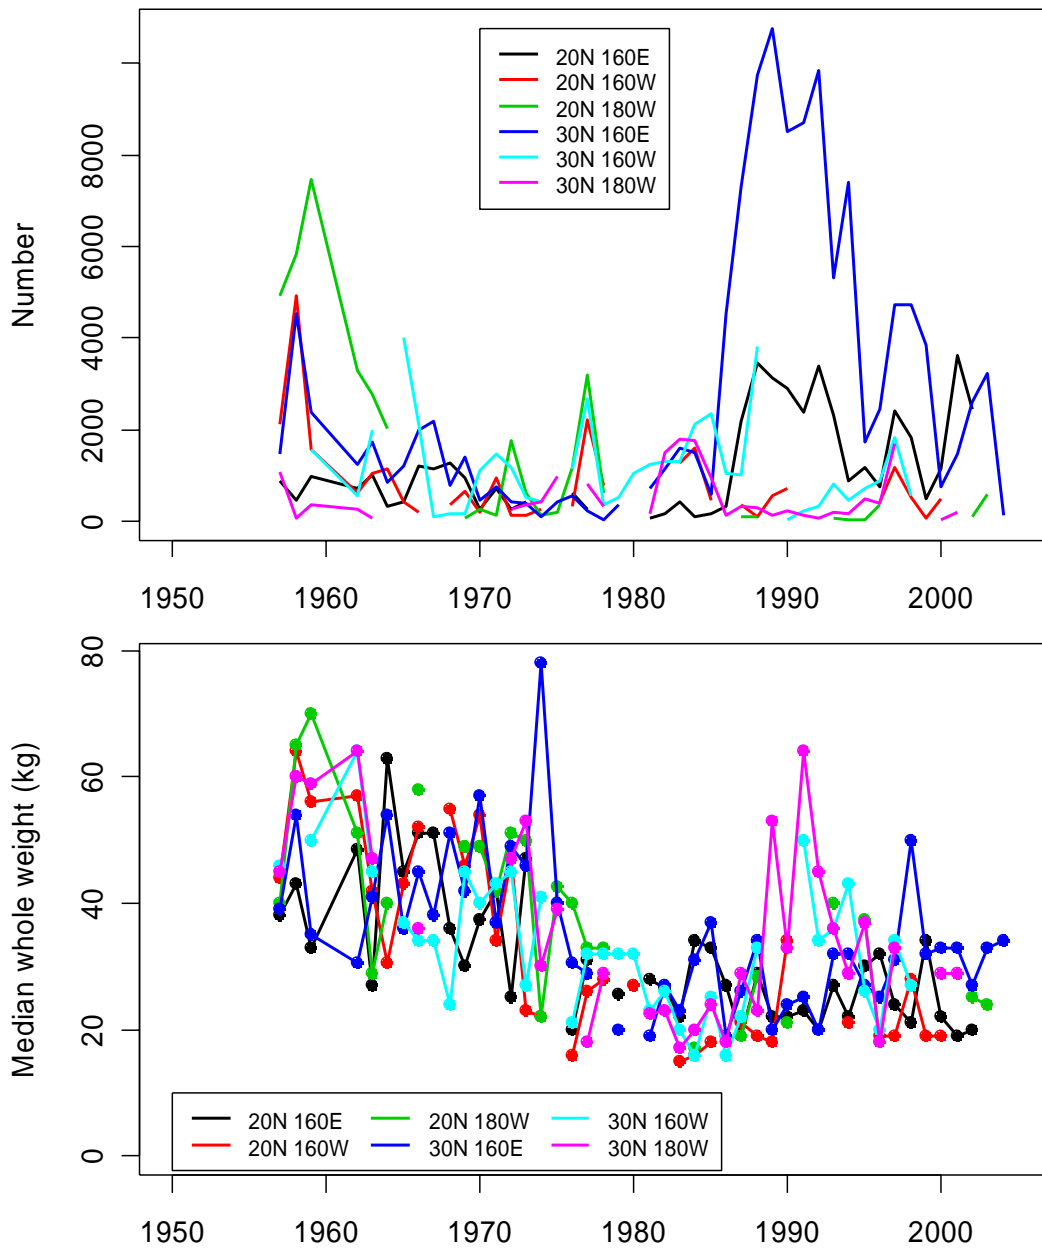 Number
0
2000
4000
6000
8000
20N 160E
20N 160W
20N 180W
30N 160E
30N 160W
30N 180W
1950 1960 1970 1980 1990 2000
Median whole weight (kg)
0
20
40
60
80
20N 160E 20N 180W 30N 160W
20N 160W 30N 160E 30N 180W
1950 1960 1970 1980 1990 2000